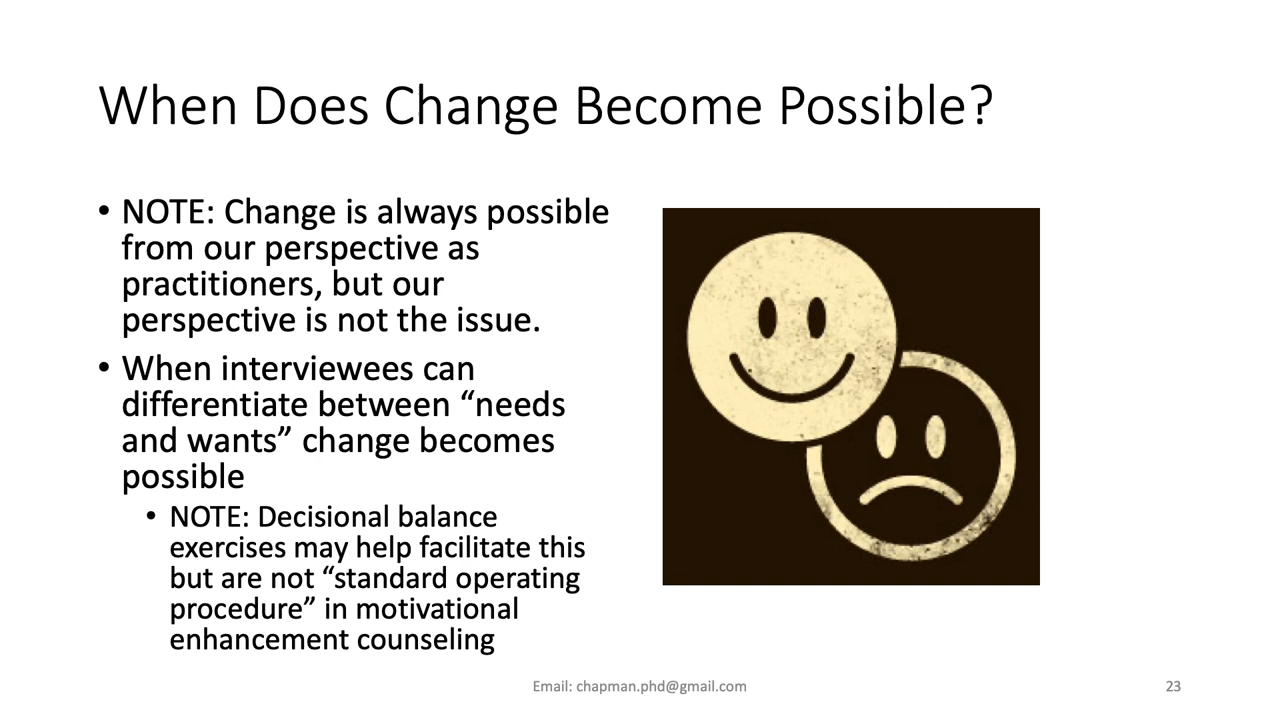 When Does Change Become Possible?
• NOTE: Change is always possible
from our perspective as
practitioners, but our
perspective is not the issue.
• When interviewees can
differentiate between “needs
and wants” change becomes
possible
• NOTE: Decisional balance
exercises may help facilitate this
but are not “standard operating
procedure” in motivational
enhancement counseling
Email: chapman.phd@gmail.com
23